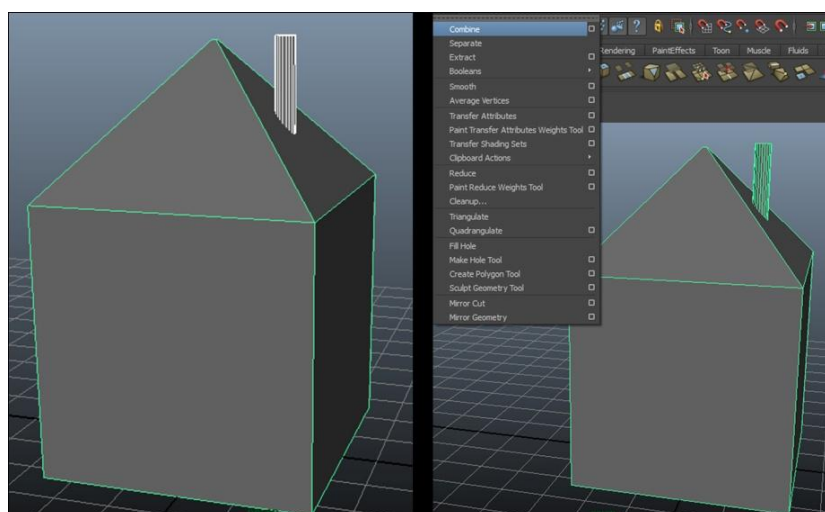 Combine
Separate
Extract
Booleans
Smooth
Average Vertices
Transfer Attributes
Paint Transfer Attributes Weights Tool
Transfer Shading Sets
Clipboard Actions
Reduce
Paint Reduce Weights Tool
Cleanup...
Triangulate
Quadrangulate
Fill Hole
Make Hole Tool
Create Polygon Tool
Sculpt Geometry Tool
Mirror Cut
Mirror Geometry
?
Rendering PaintEffects Toon Muscle Fluids